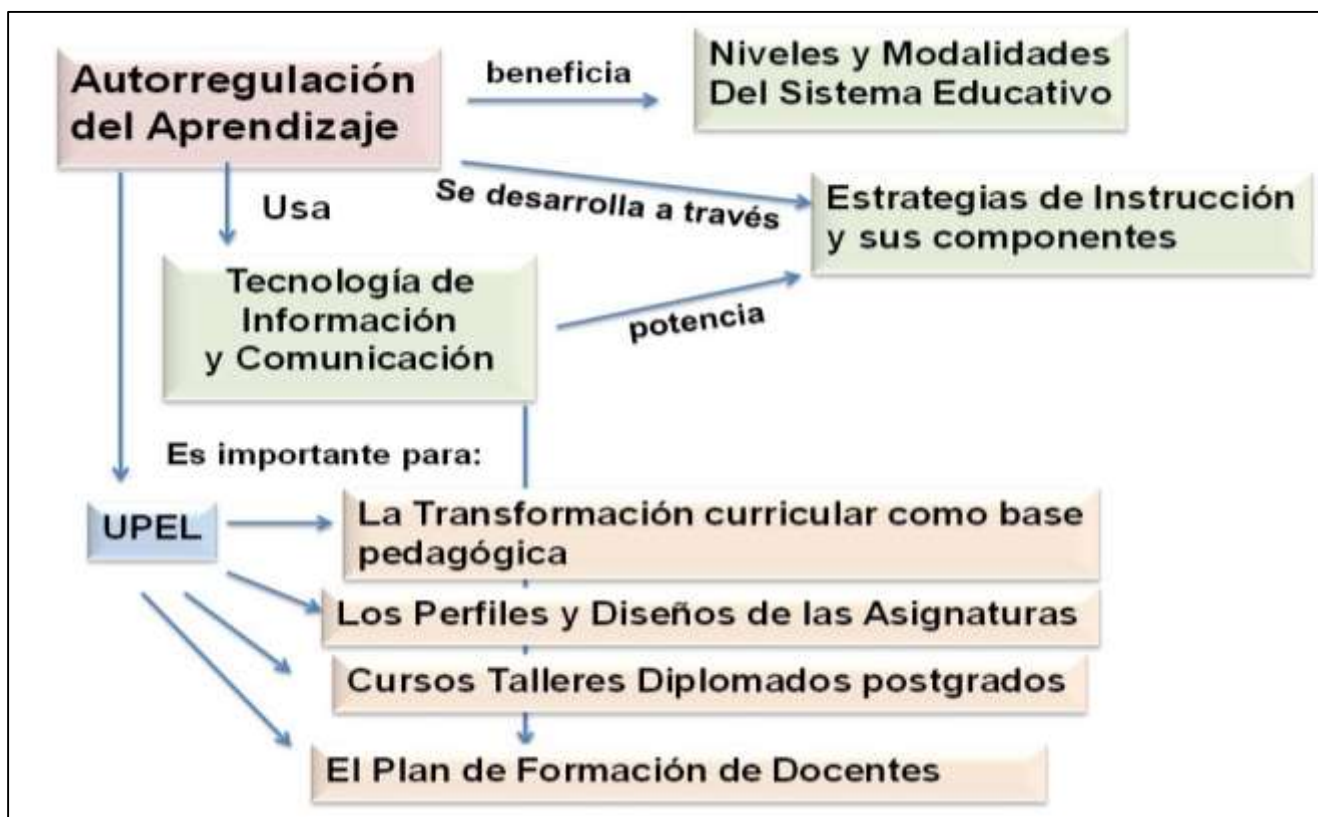 Autorregulación
del Aprendizaje
beneficia
Niveles y Modalidades
Del Sistema Educativo
Usa
Se desarrolla a través
Estrategias de Instrucción
y sus componentes
Tecnología de
Información
y Comunicación
potencia
Es importante para:
UPEL
La Transformación curricular como base
pedagógica
Los Perfiles y Diseños de las Asignaturas
Cursos Talleres Diplomados postgrados
El Plan de Formación de Docentes